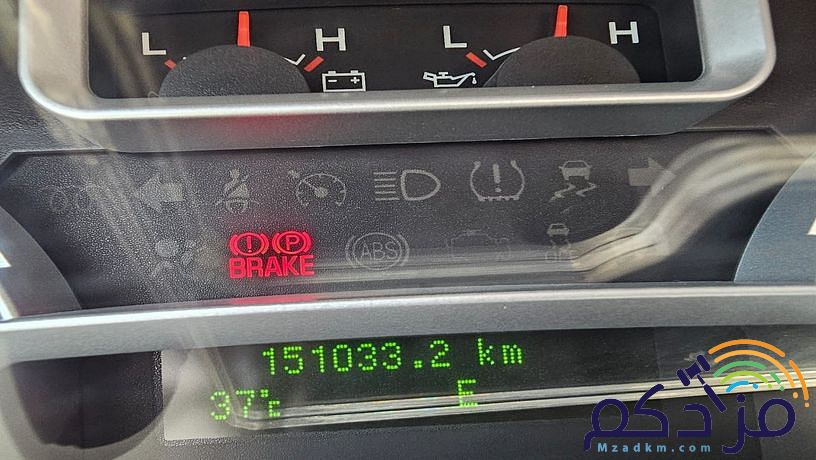 L H L H
(!) (P)
BRAKE
ABS
151033.2 km
37°C E
مزادكم
Mzadkm.com